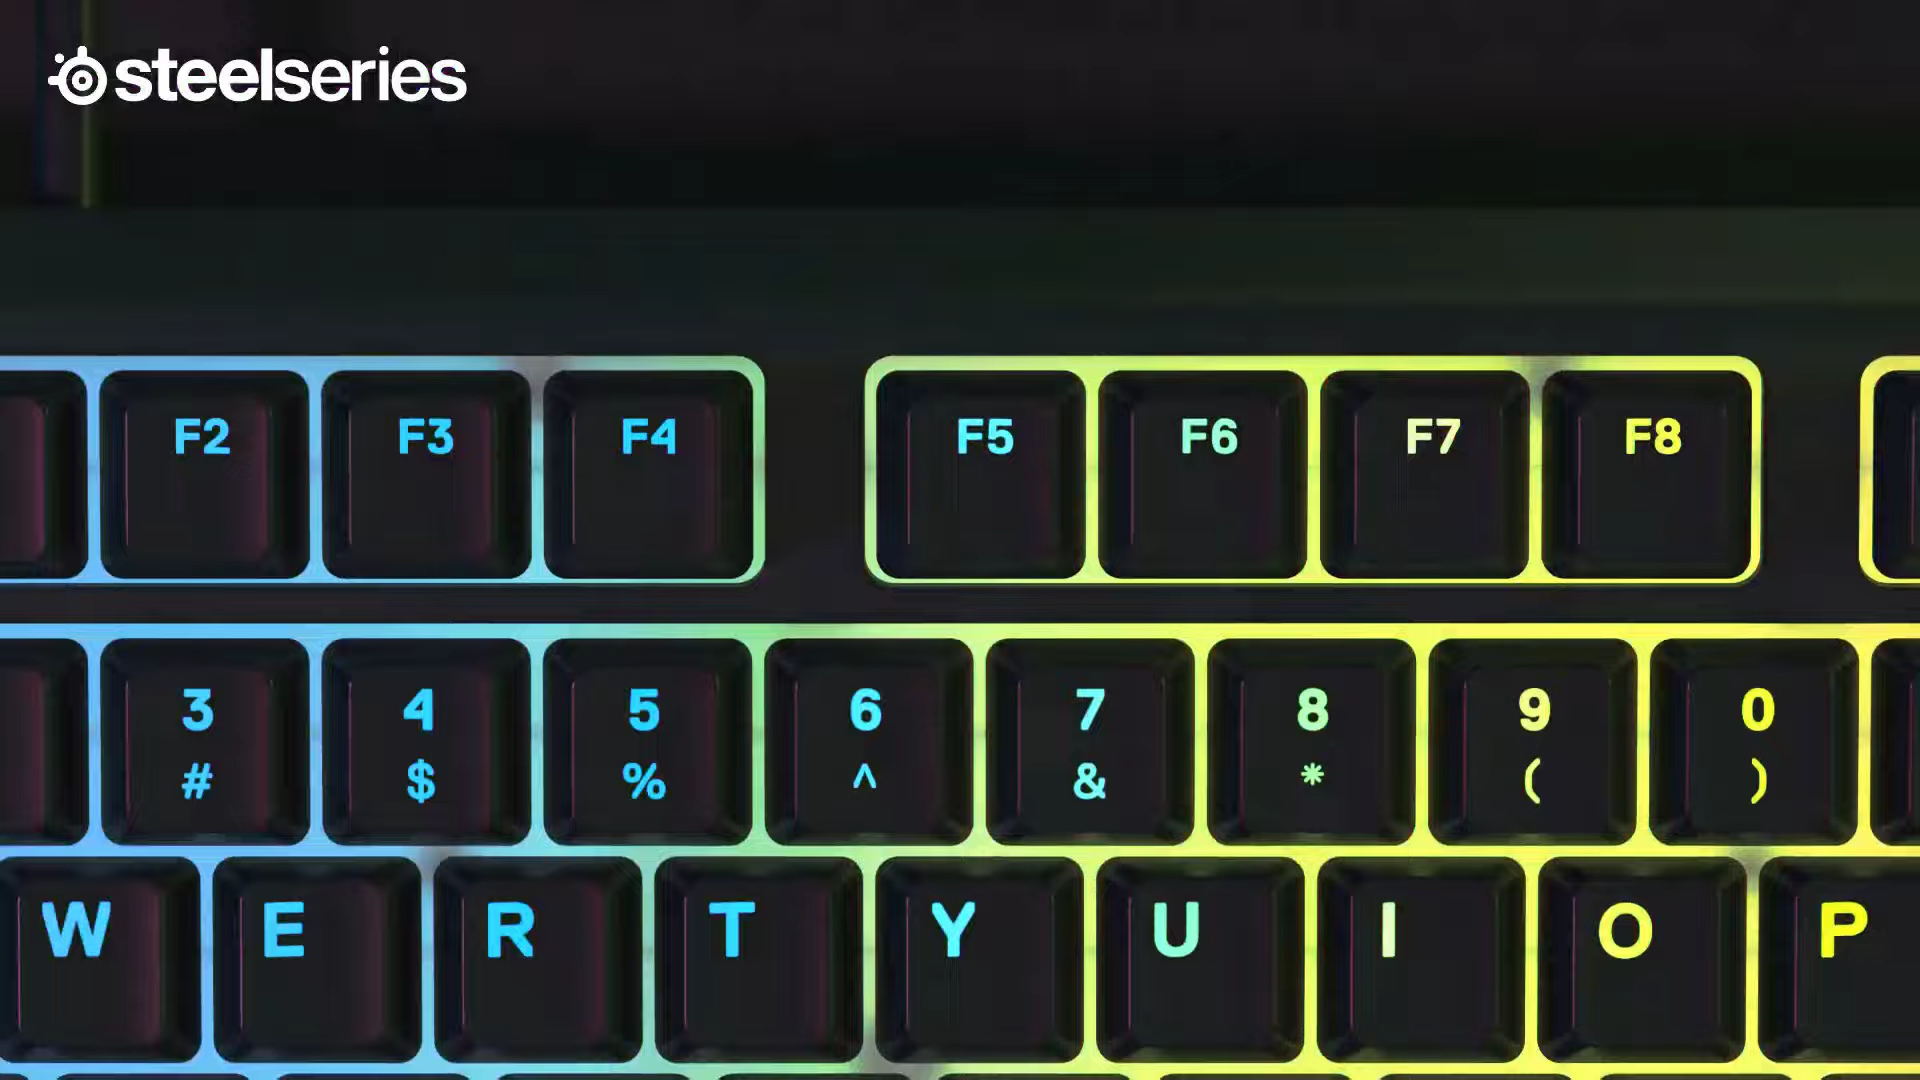 steelseries
F2 F3 F4 F5 F6 F7 F8
3 4 5 6 7 8 9 0
# $ % ^ & * ( )
W E R T Y U I O P